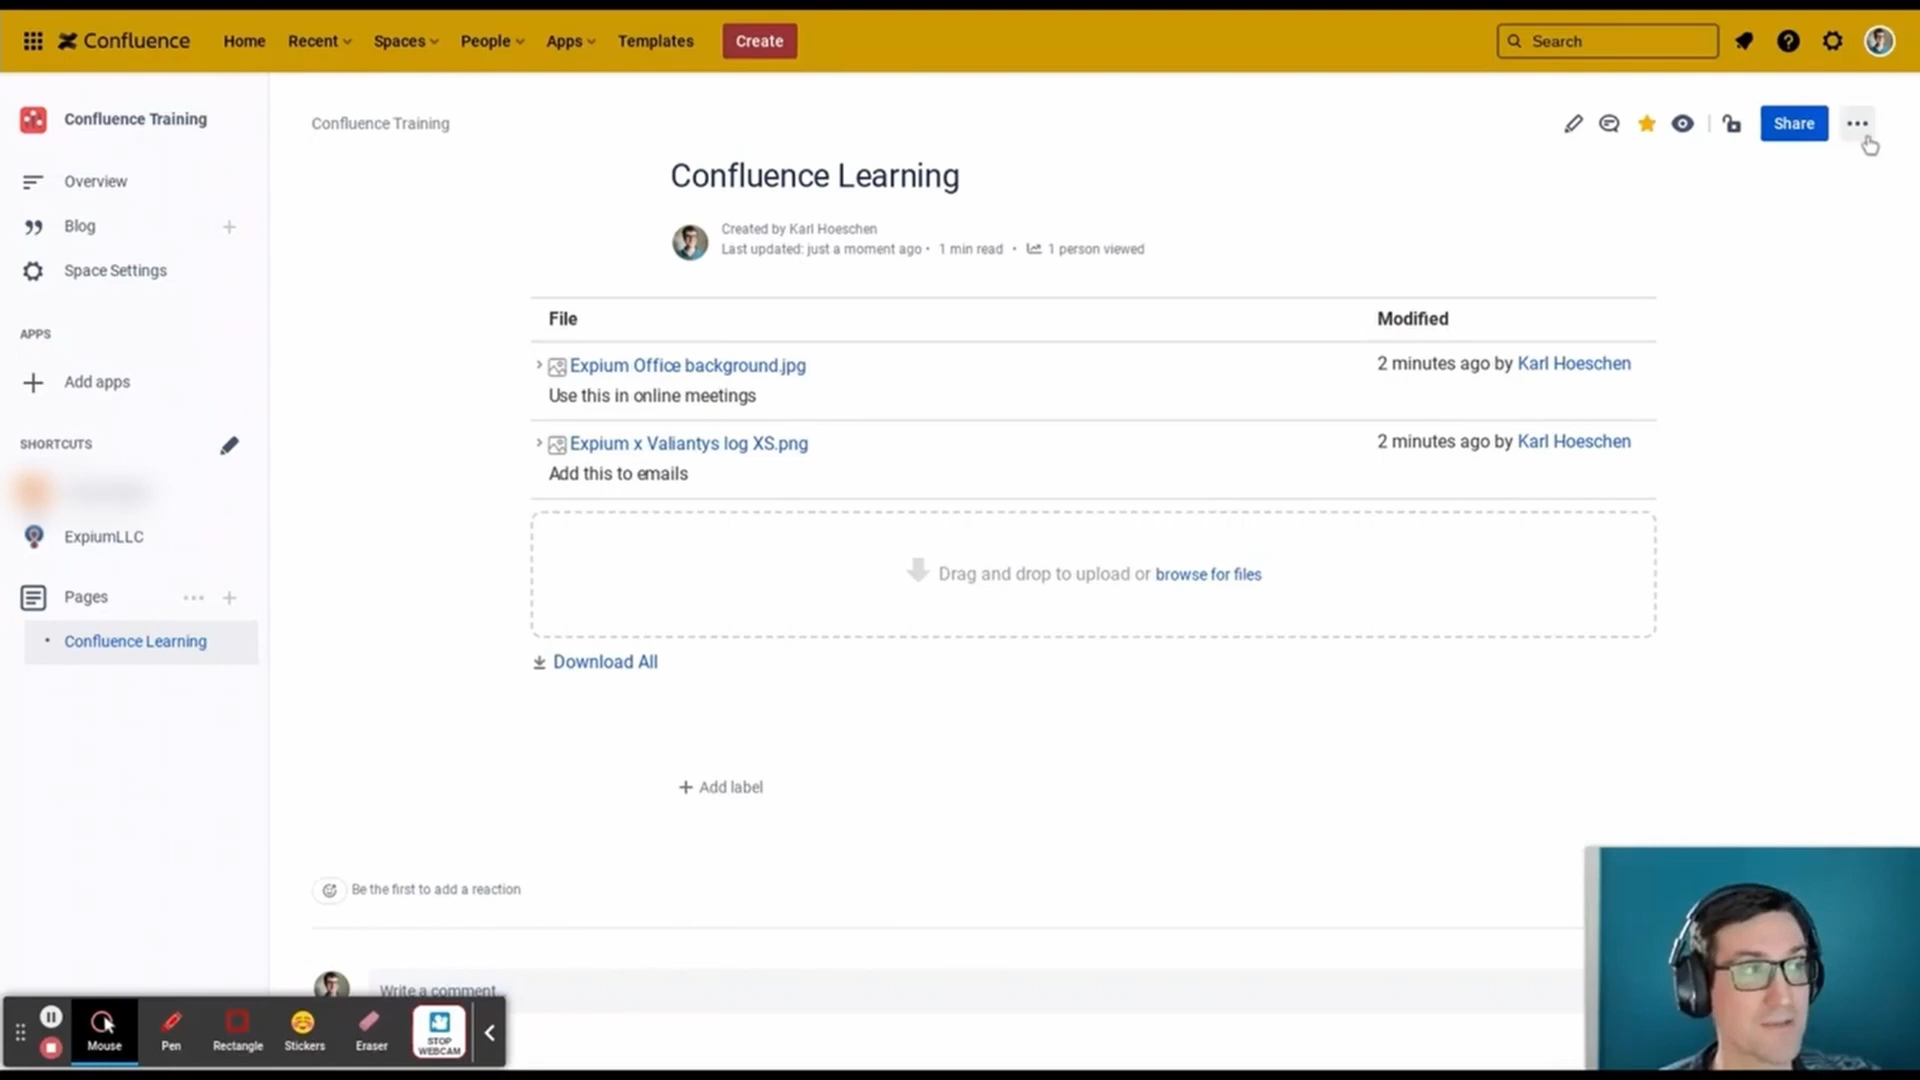 Confluence Home Recent Spaces People Apps Templates Create Search
Confluence Training
Overview
Blog
Space Settings
APPS
Add apps
SHORTCUTS
ExpiumLLC
Pages
Confluence Learning
Confluence Training
Share
Confluence Learning
Created by Karl Hoeschen
Last updated: just a moment ago • 1 min read • 1 person viewed
File Modified
Expium Office background.jpg 2 minutes ago by Karl Hoeschen
Use this in online meetings
Expium x Valiantys log XS.png 2 minutes ago by Karl Hoeschen
Add this to emails
Drag and drop to upload or browse for files
Download All
Add label
Be the first to add a reaction
Write a comment
Mouse Pen Rectangle Stickers Eraser STOP
WEBCAM